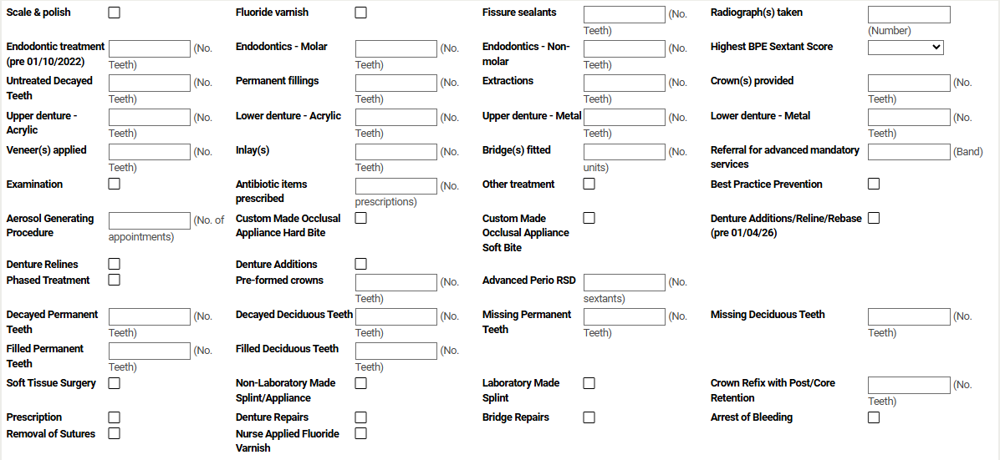 Scale & polish Fluoride varnish Fissure sealants (No. Teeth) Radiograph(s) taken (Number)
Endodontic treatment (pre 01/10/2022) (No. Teeth) Endodontics - Molar (No. Teeth) Endodontics - Non-molar (No. Teeth) Highest BPE Sextant Score
Untreated Decayed Teeth (No. Teeth) Permanent fillings (No. Teeth) Extractions (No. Teeth) Crown(s) provided (No. Teeth)
Upper denture - Acrylic (No. Teeth) Lower denture - Acrylic (No. Teeth) Upper denture - Metal (No. Teeth) Lower denture - Metal (No. Teeth)
Veneer(s) applied (No. Teeth) Inlay(s) (No. Teeth) Bridge(s) fitted (No. units) Referral for advanced mandatory services (Band)
Examination Antibiotic items prescribed (No. prescriptions) Other treatment Best Practice Prevention
Aerosol Generating Procedure (No. of appointments) Custom Made Occlusal Appliance Hard Bite Custom Made Occlusal Appliance Soft Bite Denture Additions/Reline/Rebase (pre 01/04/26)
Denture Relines Denture Additions
Phased Treatment Pre-formed crowns (No. Teeth) Advanced Perio RSD (No. sextants)
Decayed Permanent Teeth (No. Teeth) Decayed Deciduous Teeth (No. Teeth) Missing Permanent Teeth (No. Teeth) Missing Deciduous Teeth (No. Teeth)
Filled Permanent Teeth (No. Teeth) Filled Deciduous Teeth (No. Teeth)
Soft Tissue Surgery Non-Laboratory Made Splint/Appliance Laboratory Made Splint Crown Refix with Post/Core Retention (No. Teeth)
Prescription Denture Repairs Bridge Repairs Arrest of Bleeding
Removal of Sutures Nurse Applied Fluoride Varnish